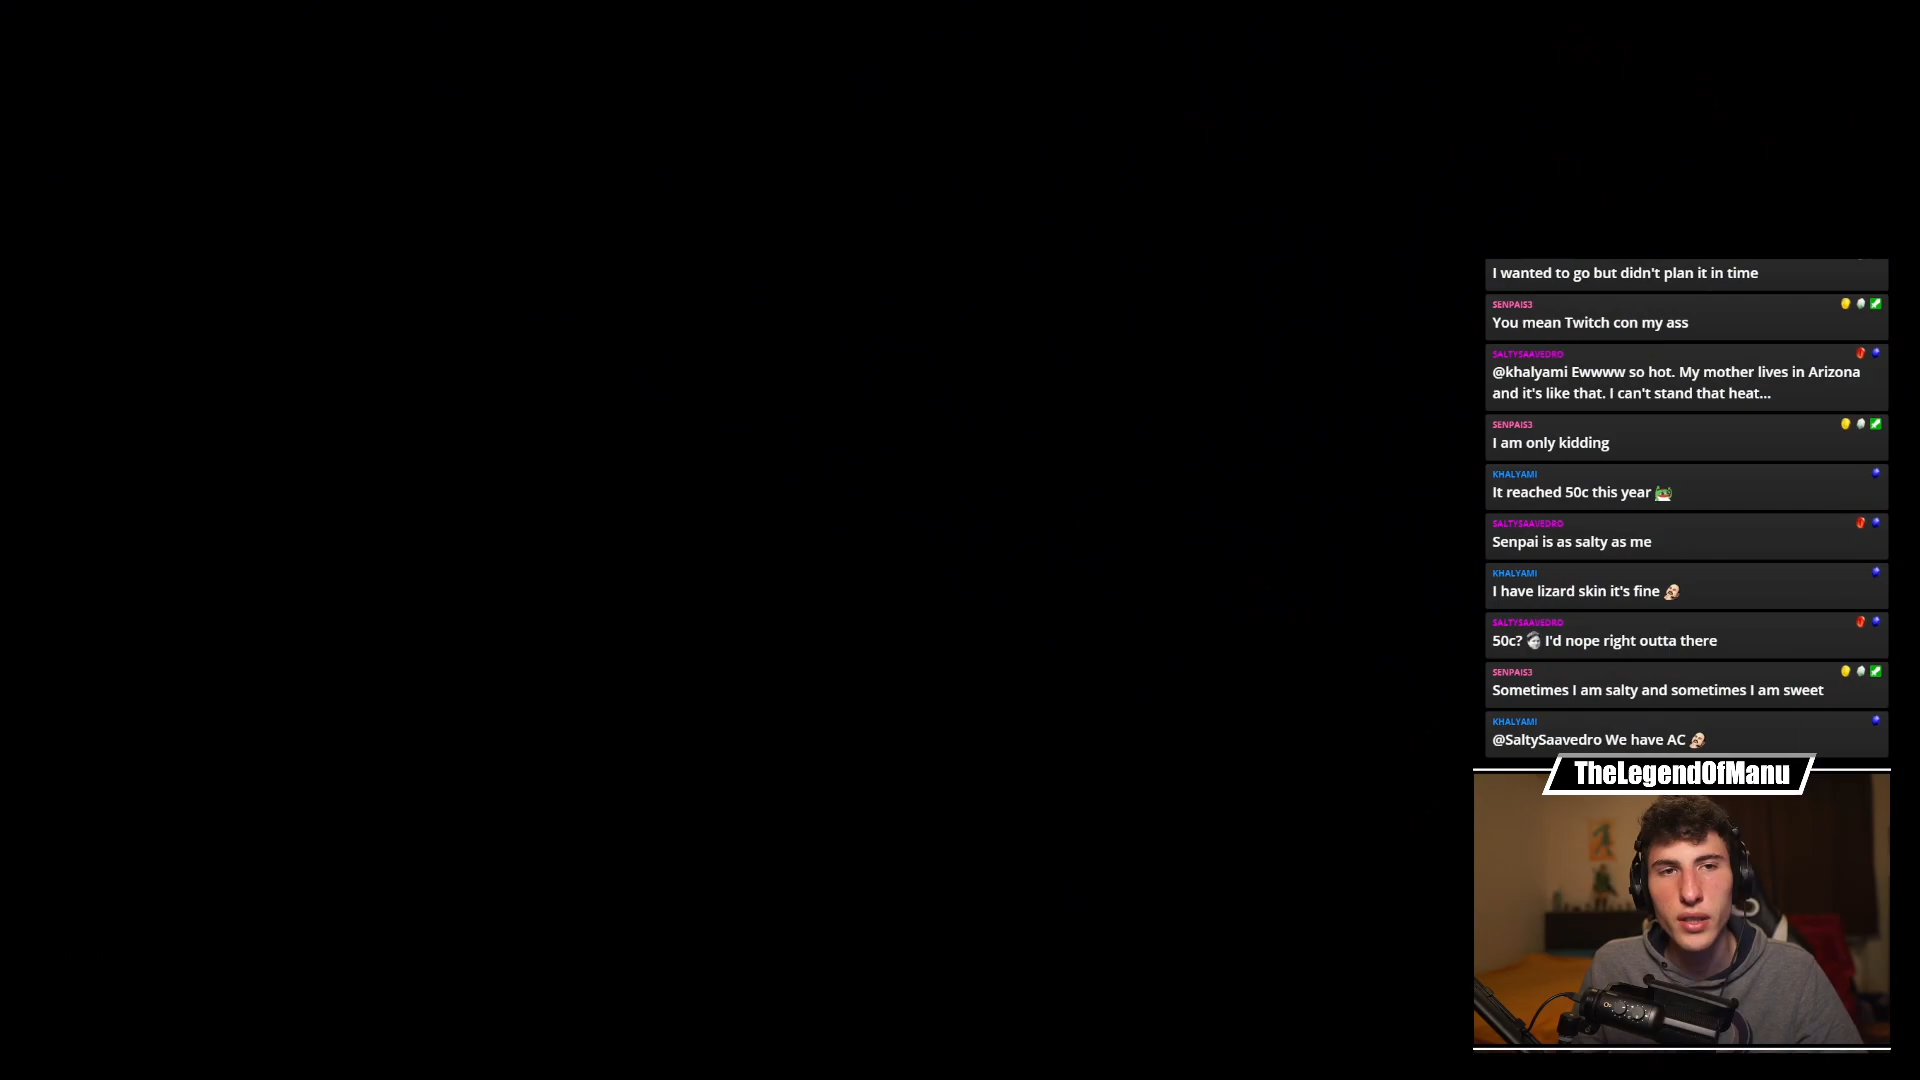 I wanted to go but didn't plan it in time
SENPAIS3
You mean Twitch con my ass
SALTYSAAVEDRO
@khalyami Ewwww so hot. My mother lives in Arizona
and it's like that. I can't stand that heat...
SENPAIS3
I am only kidding
KHALYAMI
It reached 50c this year
SALTYSAAVEDRO
Senpai is as salty as me
KHALYAMI
I have lizard skin it's fine
SALTYSAAVEDRO
50c? I'd nope right outta there
SENPAIS3
Sometimes I am salty and sometimes I am sweet
KHALYAMI
@SaltySaavedro We have AC
TheLegendOfManu